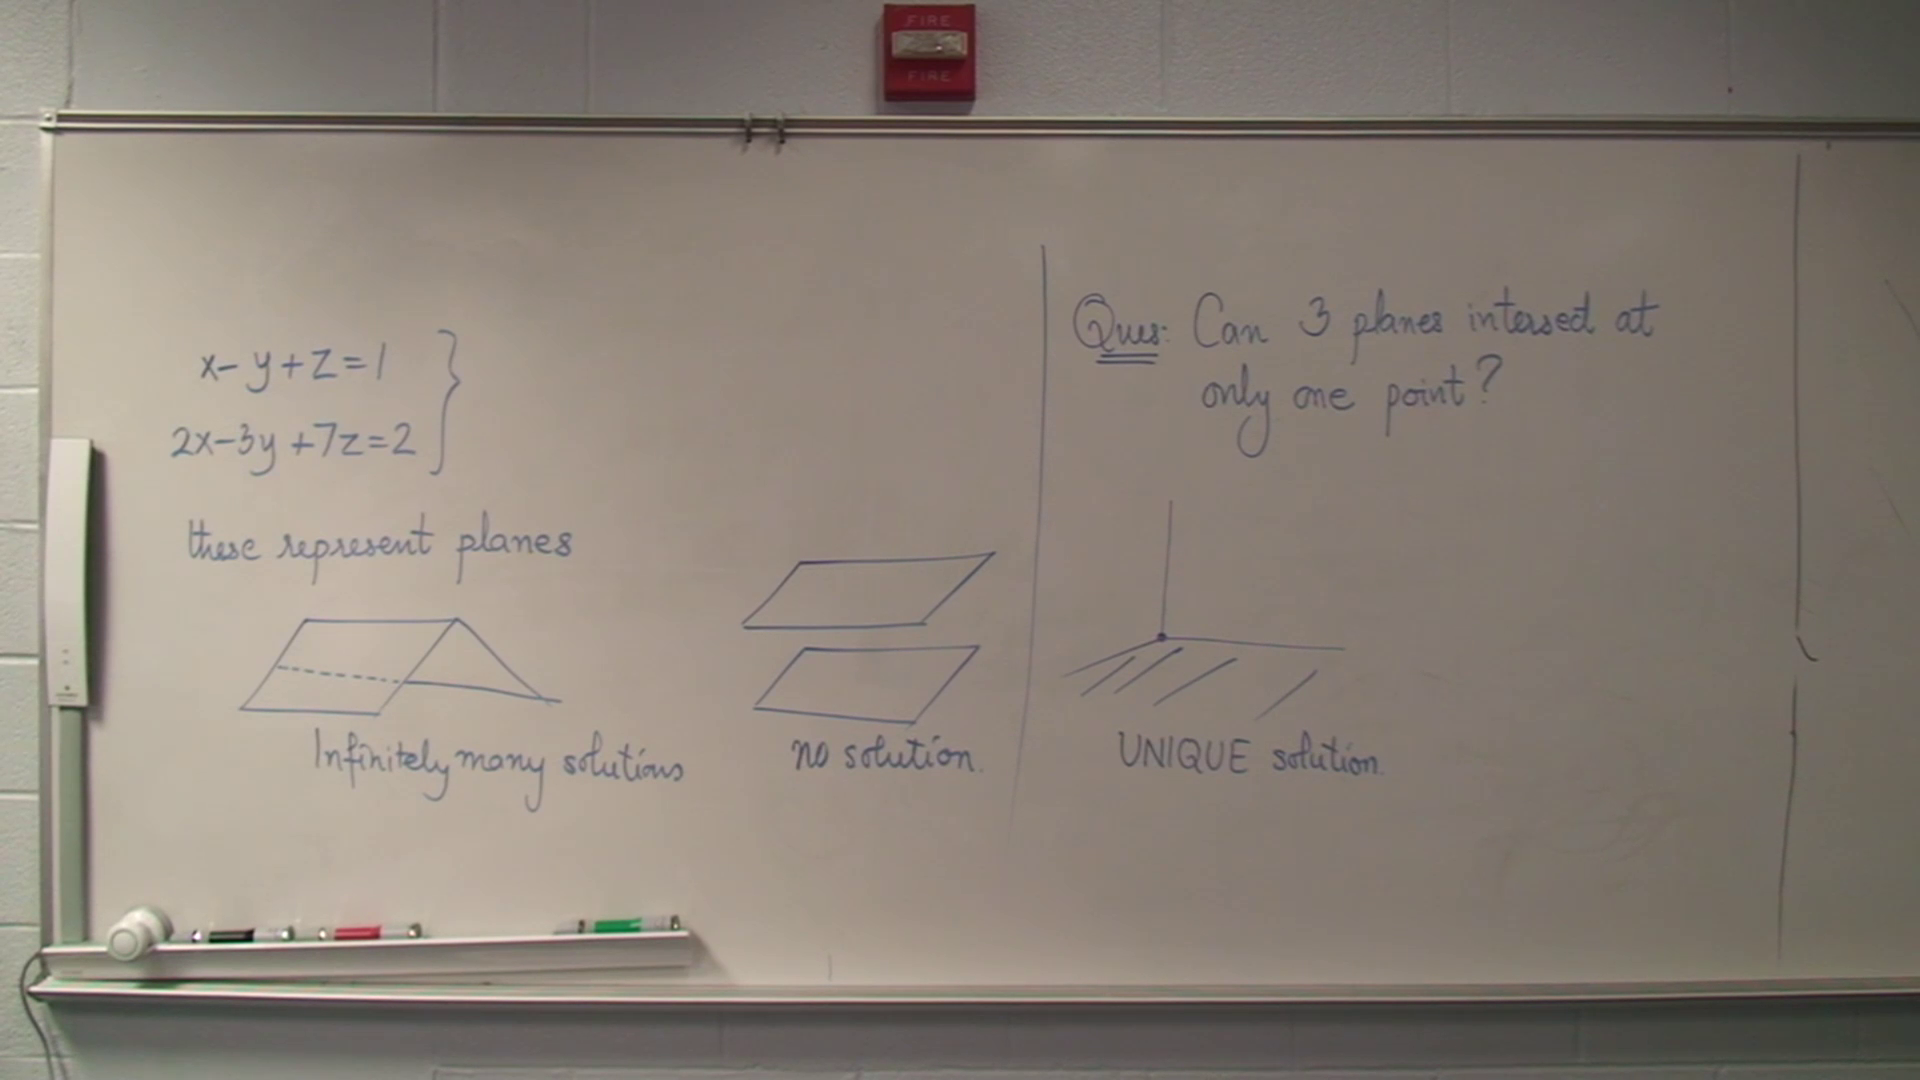 FIRE
FIRE
x-y+z=1
2x-3y+7z=2
these represent planes
Infinitely many solutions
no solution.
Ques: Can 3 planes intersect at
only one point?
UNIQUE solution.